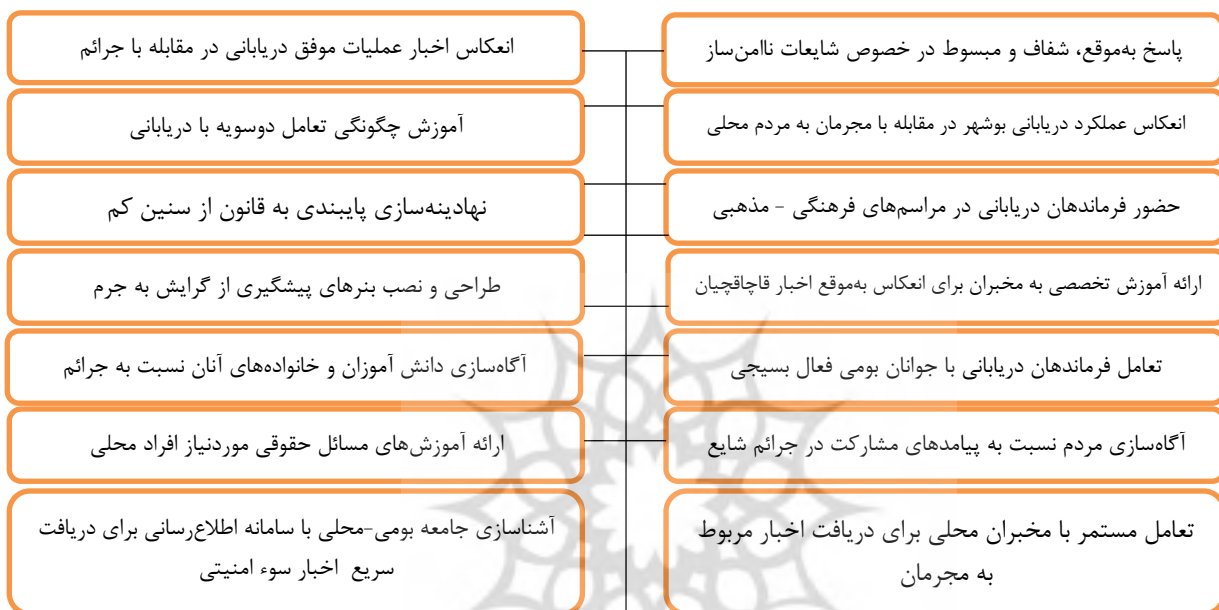 پاسخ به‌موقع، شفاف و مبسوط در خصوص شایعات ناامن‌ساز
انعکاس اخبار عملیات موفق دریابانی در مقابله با جرائم
انعکاس عملکرد دریابانی بوشهر در مقابله با مجرمان به مردم محلی
آموزش چگونگی تعامل دوسویه با دریابانی
حضور فرماندهان دریابانی در مراسم‌های فرهنگی - مذهبی
نهادینه‌سازی پایبندی به قانون از سنین کم
ارائه آموزش تخصصی به مخبران برای انعکاس به‌موقع اخبار قاچاقچیان
طراحی و نصب بنرهای پیشگیری از گرایش به جرم
تعامل فرماندهان دریابانی با جوانان بومی فعال بسیجی
آگاه‌سازی دانش آموزان و خانواده‌های آنان نسبت به جرائم
آگاه‌سازی مردم نسبت به پیامدهای مشارکت در جرائم شایع
ارائه آموزش‌های مسائل حقوقی موردنیاز افراد محلی
تعامل مستمر با مخبران محلی برای دریافت اخبار مربوط
به مجرمان
آشناسازی جامعه بومی-محلی با سامانه اطلاع‌رسانی برای دریافت
سریع اخبار سوء امنیتی